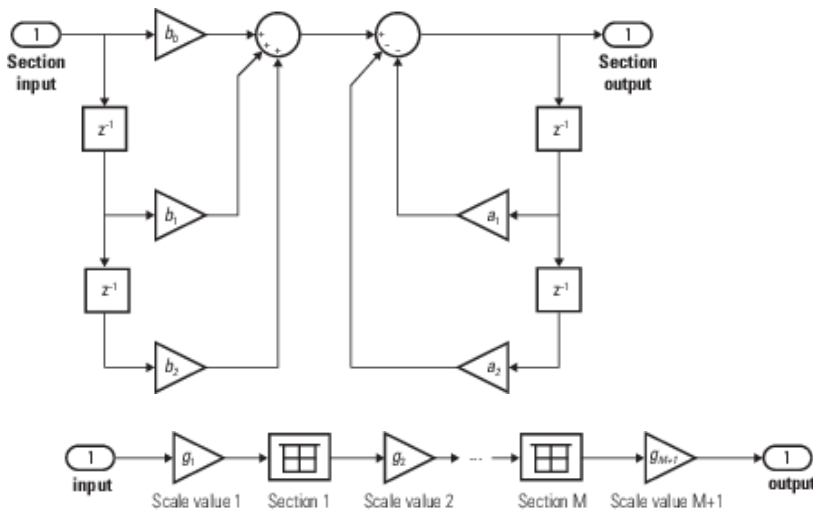 1 b₀ + + + + - - 1
Section input
Section output
z⁻¹ z⁻¹
b₁ a₁
z⁻¹ z⁻¹
b₂ a₂
1 g₁ g₂ ... g_M+1 1
input output
Scale value 1 Section 1 Scale value 2 Section M Scale value M+1